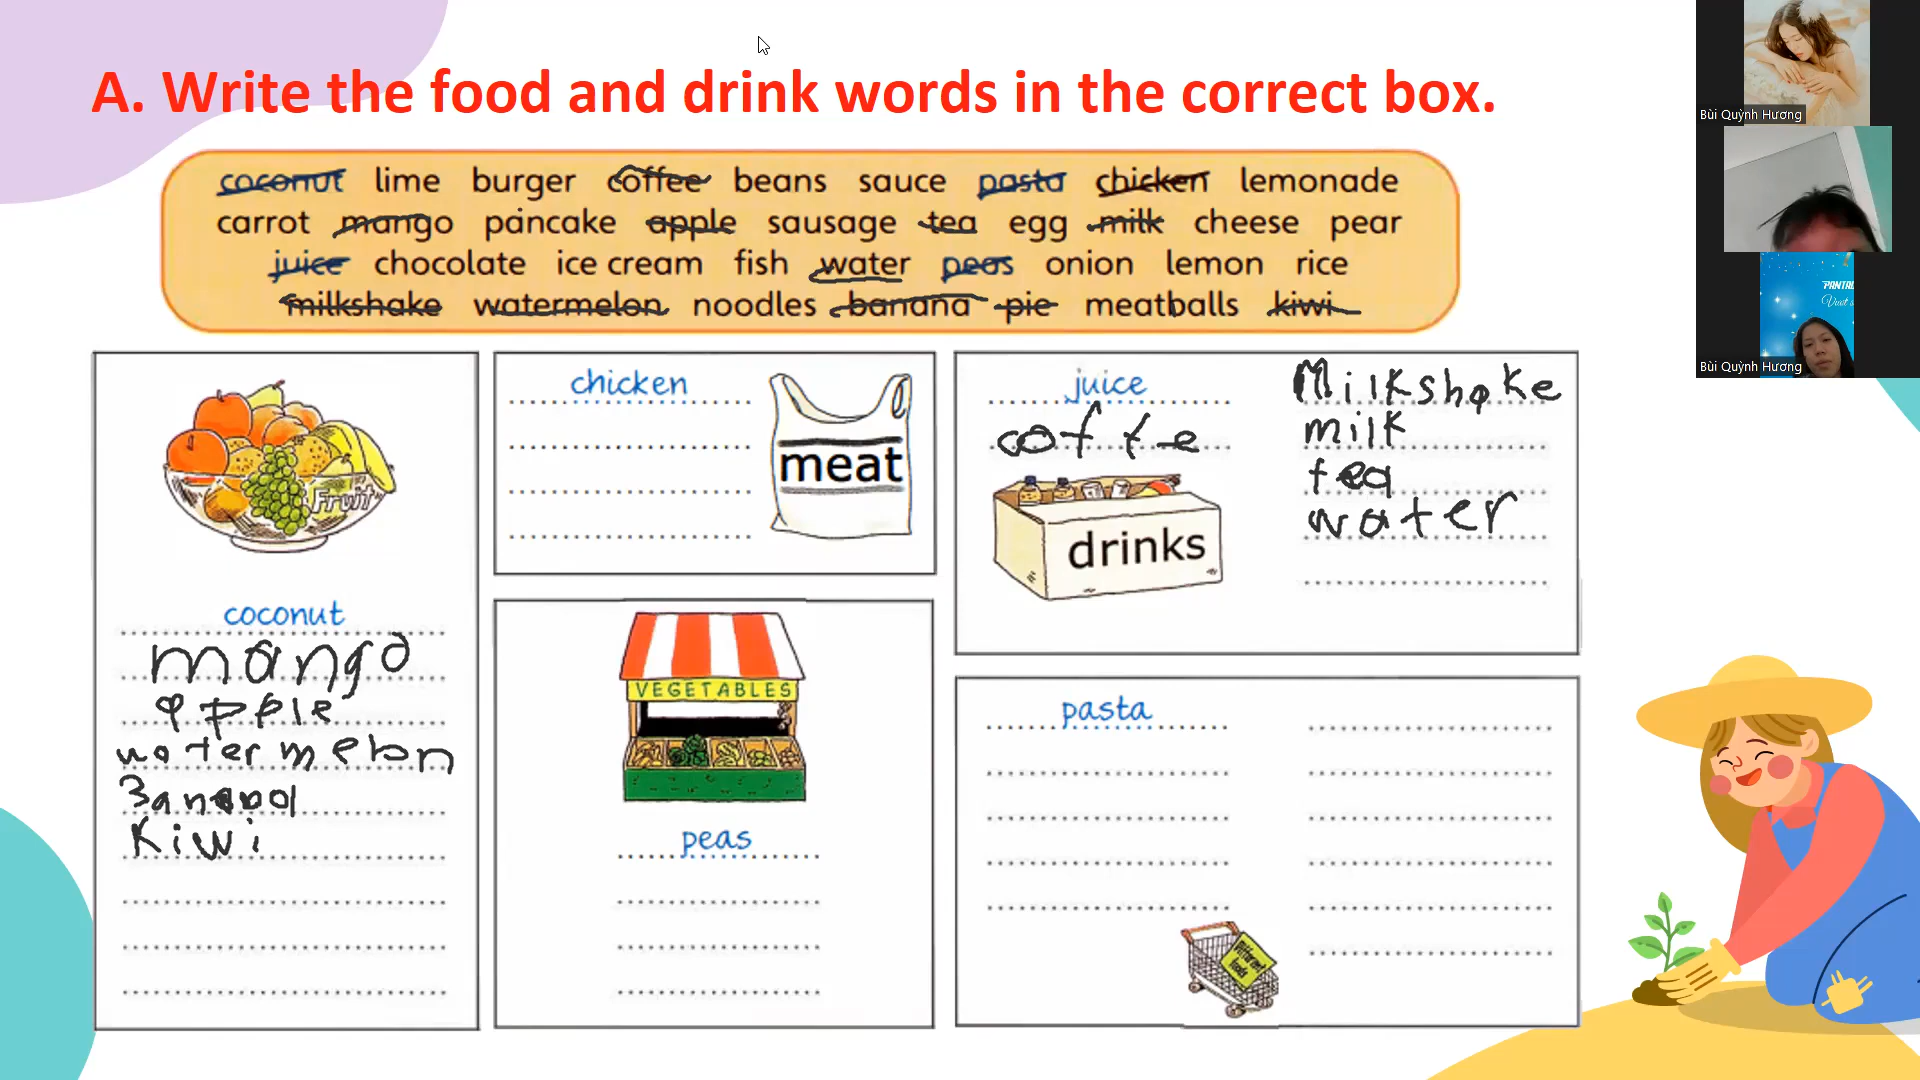 A. Write the food and drink words in the correct box.
coconut lime burger coffee beans sauce pasta chicken lemonade
carrot mango pancake apple sausage tea egg milk cheese pear
juice chocolate ice cream fish water peas onion lemon rice
milkshake watermelon noodles banana pie meatballs kiwi
Fruit
coconut
mango
apple
watermelon
Kiwi
chicken
meat
VEGETABLES
peas
juice
coffe
drinks
Milkshake
milk
tea
water
pasta
Different
foods
Bùi Quỳnh Hương
Bùi Quỳnh Hương